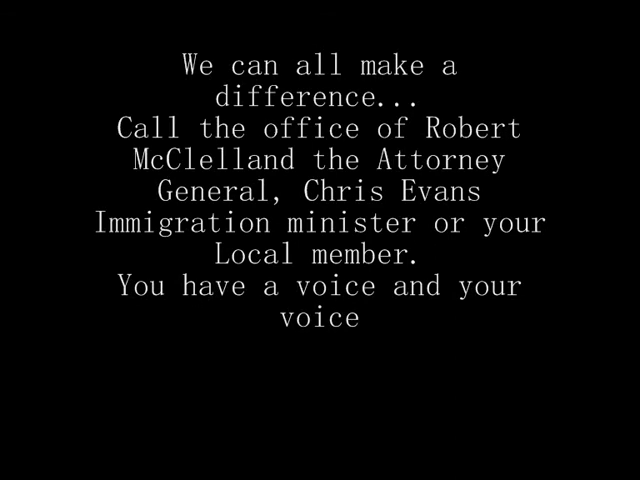 We can all make a
difference...
Call the office of Robert
McClelland the Attorney
General, Chris Evans
Immigration minister or your
Local member.
You have a voice and your
voice